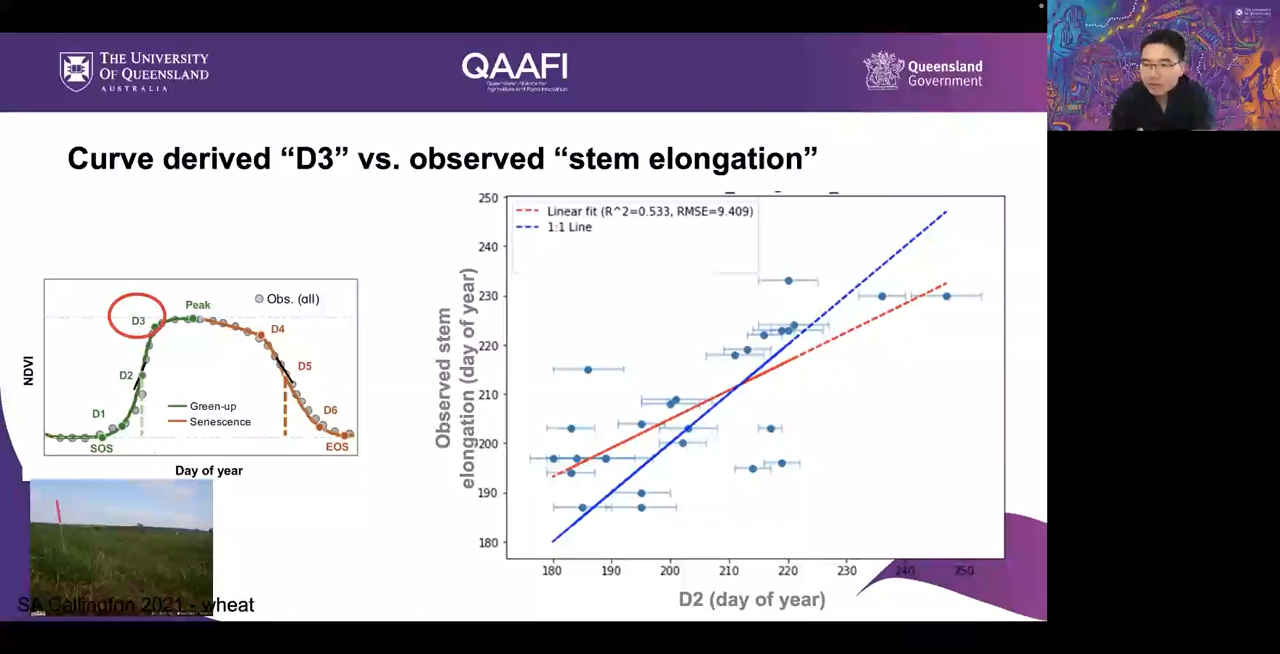 THE UNIVERSITY
OF QUEENSLAND
AUSTRALIA
QAAFI
Queensland Alliance for
Agriculture and Food Innovation
Queensland
Government
Curve derived “D3” vs. observed “stem elongation”
NDVI
D3
Peak
Obs. (all)
D4
D2
D5
D1
Green-up
Senescence
D6
SOS
EOS
Day of year
SA Callington 2021 - wheat
Observed stem
elongation (day of year)
Linear fit (R^2=0.533, RMSE=9.409)
1:1 Line
250
240
230
220
210
200
190
180
180 190 200 210 220 230 240 250
D2 (day of year)